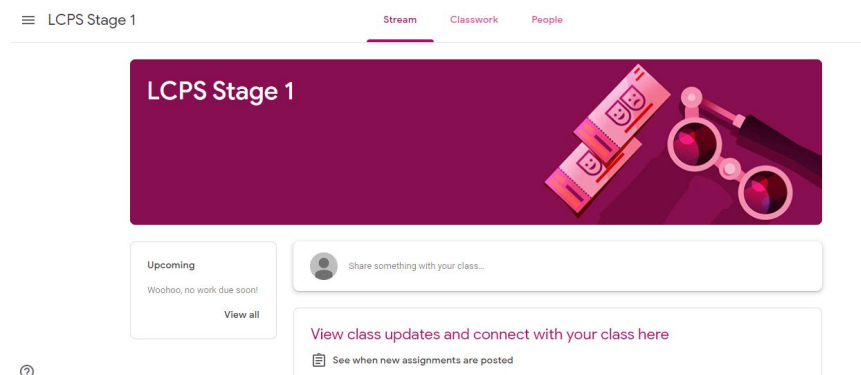 LCPS Stage 1
Stream Classwork People
LCPS Stage 1
Upcoming
Woohoo, no work due soon!
View all
Share something with your class...
View class updates and connect with your class here
See when new assignments are posted